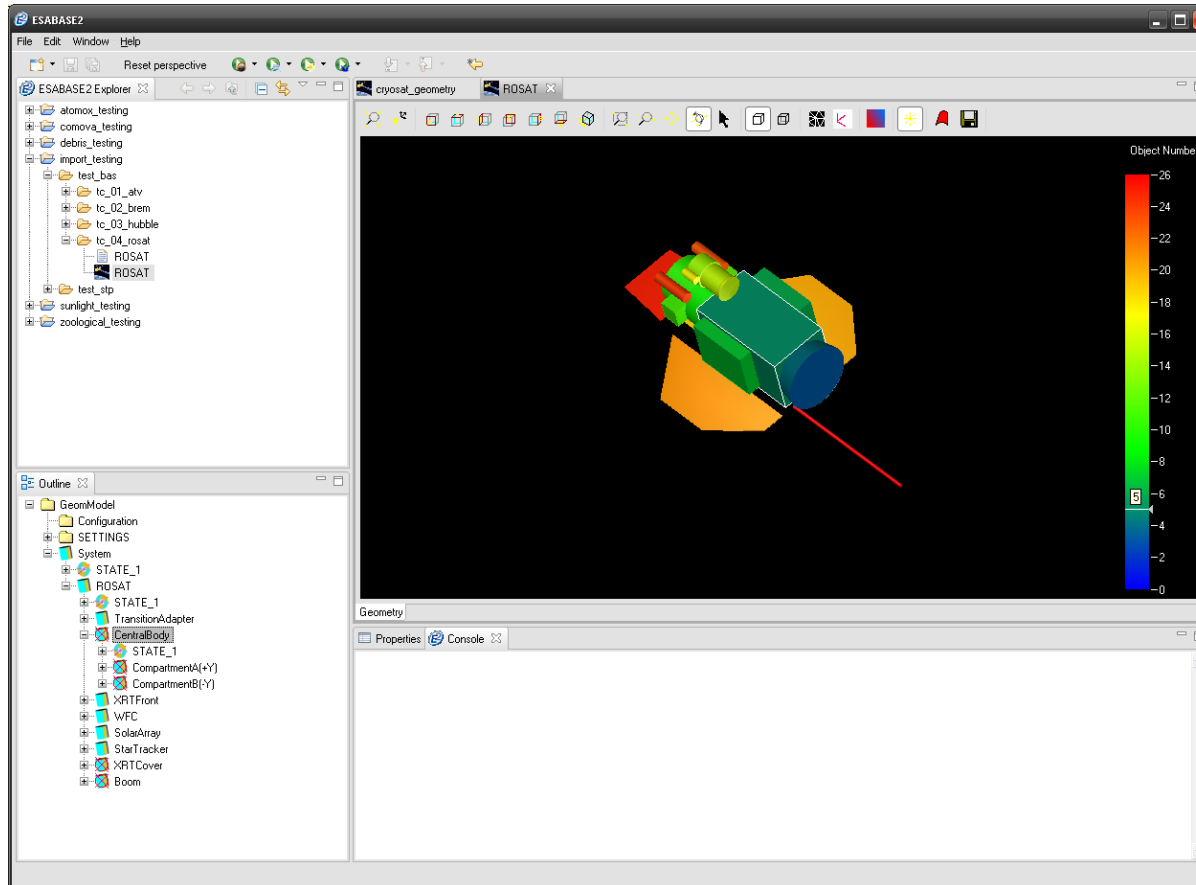 ESABASE2
File Edit Window Help
Reset perspective
ESABASE2 Explorer
atomox_testing
comova_testing
debris_testing
import_testing
test_bas
tc_01_atv
tc_02_brem
tc_03_hubble
tc_04_rosat
ROSAT
ROSAT
test_stp
sunlight_testing
zoological_testing
cryosat_geometry
ROSAT
Object Numbe
26
24
22
20
18
16
14
12
10
8
6
5
4
2
0
Geometry
Outline
GeomModel
Configuration
SETTINGS
System
STATE_1
ROSAT
STATE_1
TransitionAdapter
CentralBody
STATE_1
CompartmentA(+Y)
CompartmentB(-Y)
XRTFront
WFC
SolarArray
StarTracker
XRTCover
Boom
Properties Console